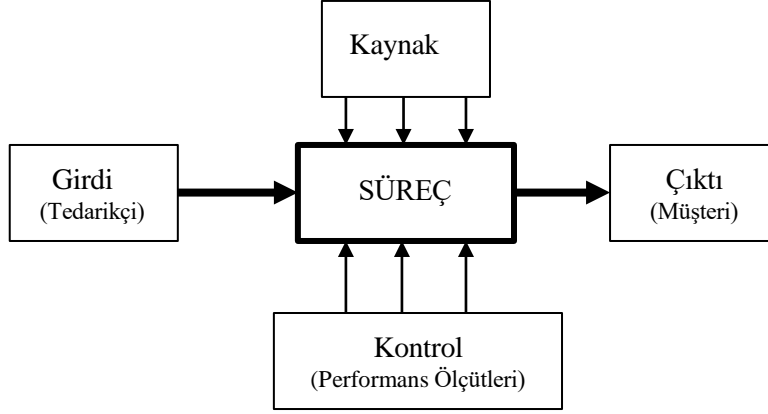 Kaynak
Girdi
(Tedarikçi)
SÜREÇ
Çıktı
(Müşteri)
Kontrol
(Performans Ölçütleri)